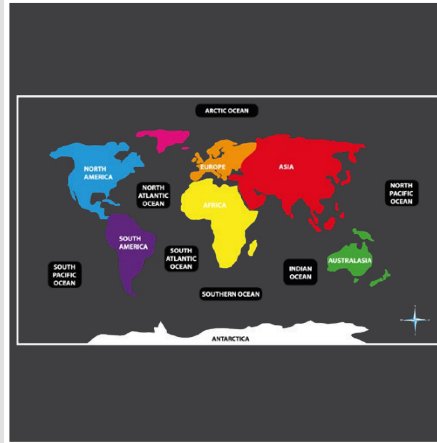 ARCTIC OCEAN
NORTH
AMERICA
EUROPE
ASIA
NORTH
ATLANTIC
OCEAN
NORTH
PACIFIC
OCEAN
AFRICA
SOUTH
AMERICA
SOUTH
ATLANTIC
OCEAN
SOUTH
PACIFIC
OCEAN
INDIAN
OCEAN
AUSTRALASIA
SOUTHERN OCEAN
ANTARCTICA